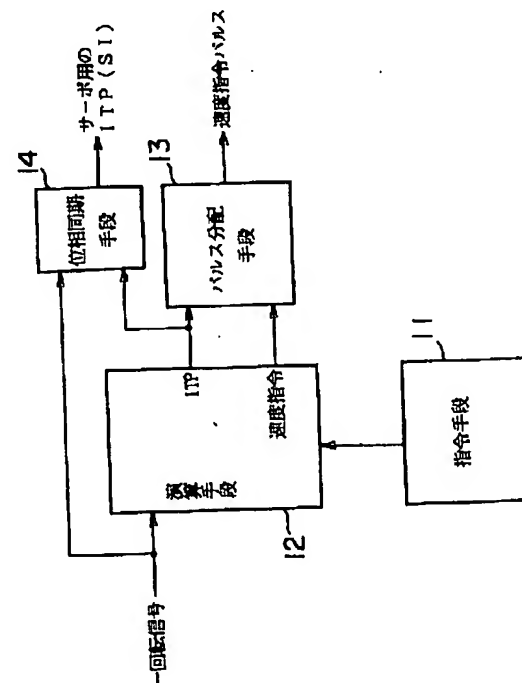 サーボ用の
ITP(SI)
14
位相同期
手段
13
パルス分配
手段
速度指令パルス
一回転信号
12
演算
手段
ITP
速度指令
11
指令手段